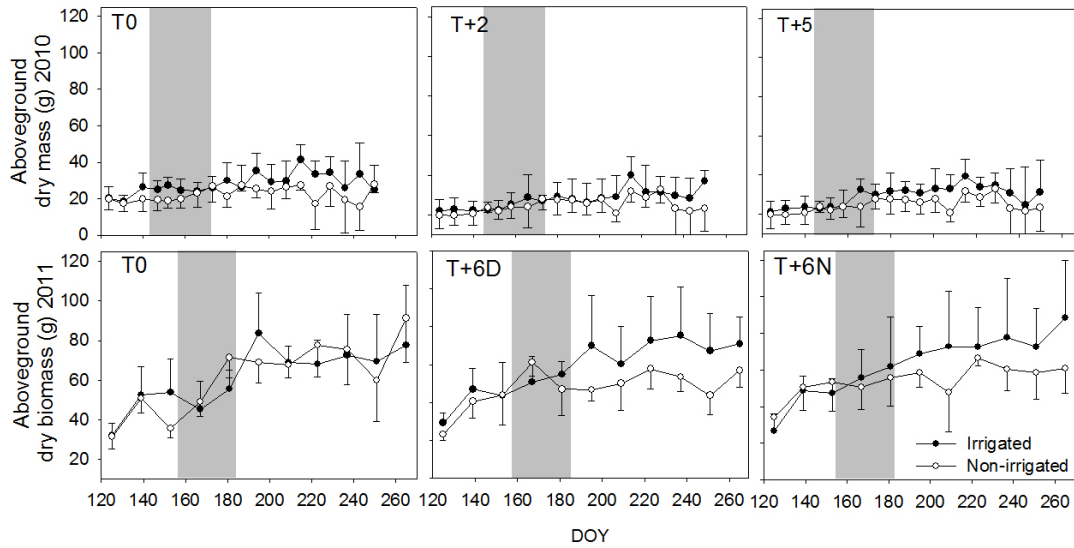 120
T0
T+2
T+5
100
80
60
40
20
0
Aboveground
dry mass (g) 2010
120
T0
T+6D
T+6N
100
80
60
40
20
Aboveground
dry biomass (g) 2011
Irrigated
Non-irrigated
120 140 160 180 200 220 240 260
120 140 160 180 200 220 240 260
120 140 160 180 200 220 240 260
DOY